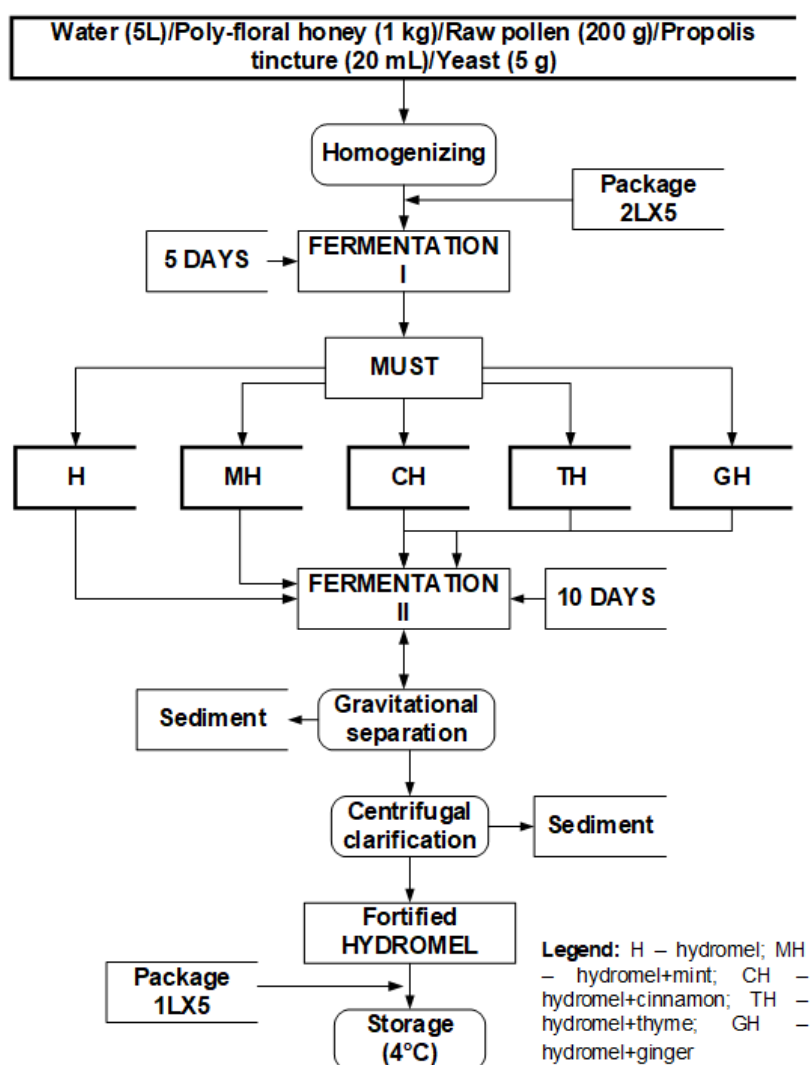 Water (5L)/Poly-floral honey (1 kg)/Raw pollen (200 g)/Propolis
tincture (20 mL)/Yeast (5 g)
Homogenizing
Package
2LX5
5 DAYS
FERMENTATION
I
MUST
H
MH
CH
TH
GH
FERMENTATION
II
10 DAYS
Sediment
Gravitational
separation
Centrifugal
clarification
Sediment
Fortified
HYDROMEL
Package
1LX5
Storage
(4°C)
Legend: H – hydromel; MH
– hydromel+mint; CH –
hydromel+cinnamon; TH –
hydromel+thyme; GH –
hydromel+ginger